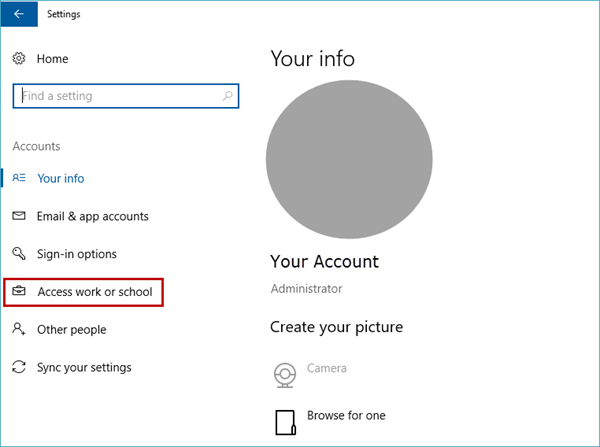 Settings
Home
Find a setting
Accounts
Your info
Email & app accounts
Sign-in options
Access work or school
Other people
Sync your settings
Your info
Your Account
Administrator
Create your picture
Camera
Browse for one